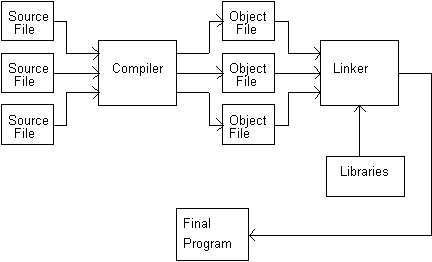 Source
File
Source
File
Source
File
Compiler
Object
File
Object
File
Object
File
Linker
Libraries
Final
Program